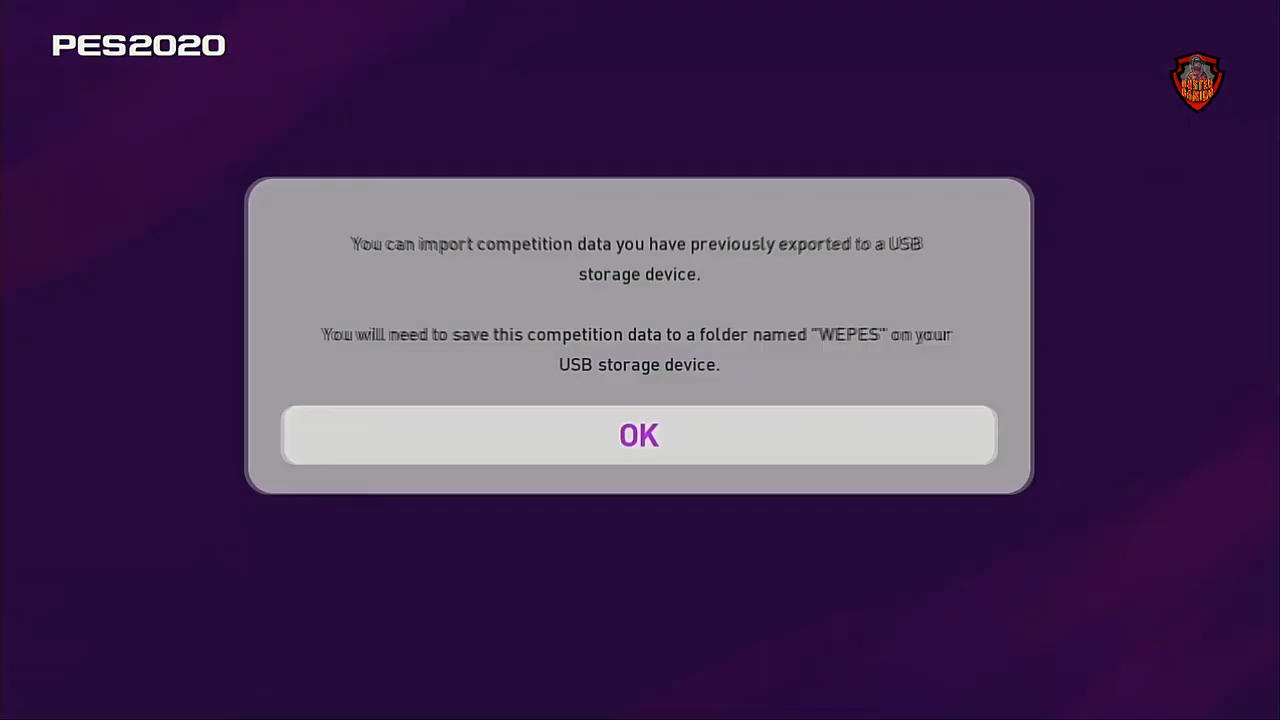 PES2020
You can import competition data you have previously exported to a USB
storage device.
You will need to save this competition data to a folder named "WEPES" on your
USB storage device.
OK